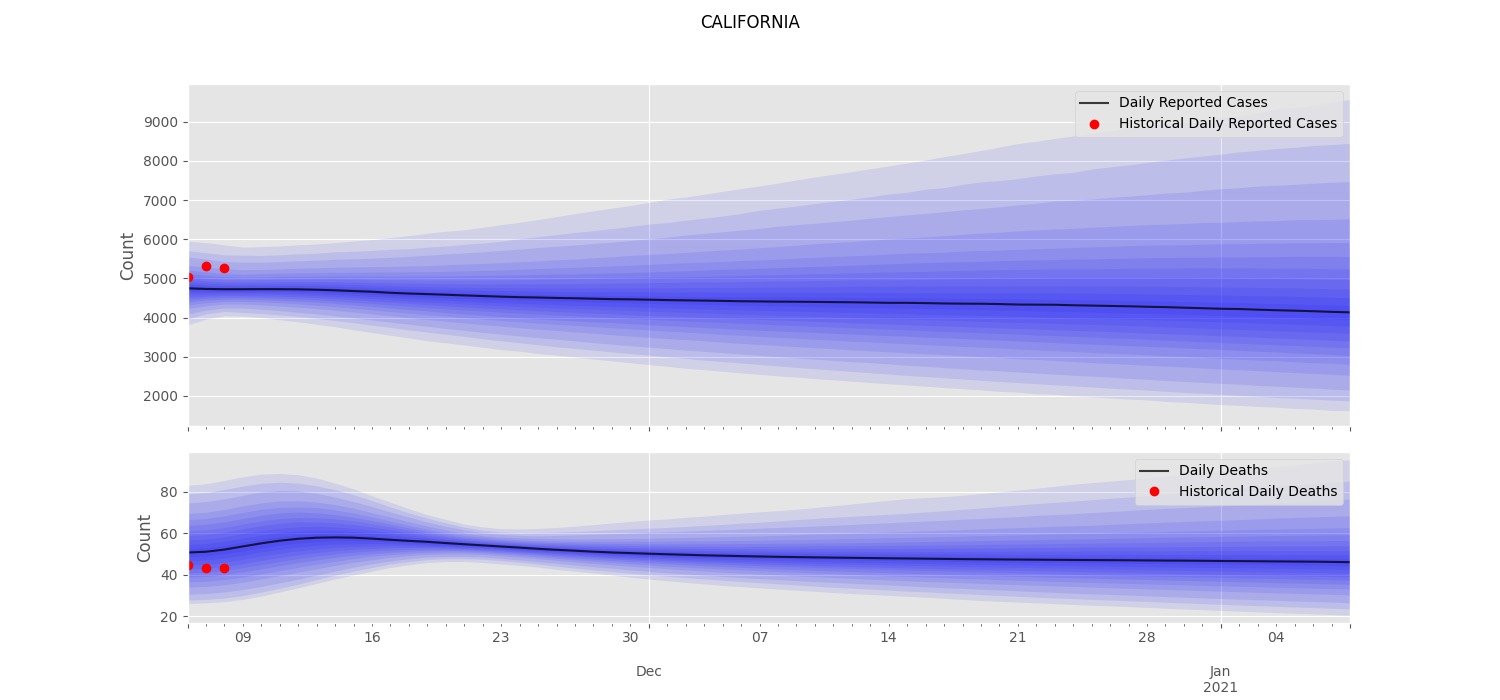 CALIFORNIA
Daily Reported Cases
Historical Daily Reported Cases
Count
9000
8000
7000
6000
5000
4000
3000
2000
Daily Deaths
Historical Daily Deaths
Count
80
60
40
20
09 16 23 30 07 14 21 28 04
Dec Jan
2021